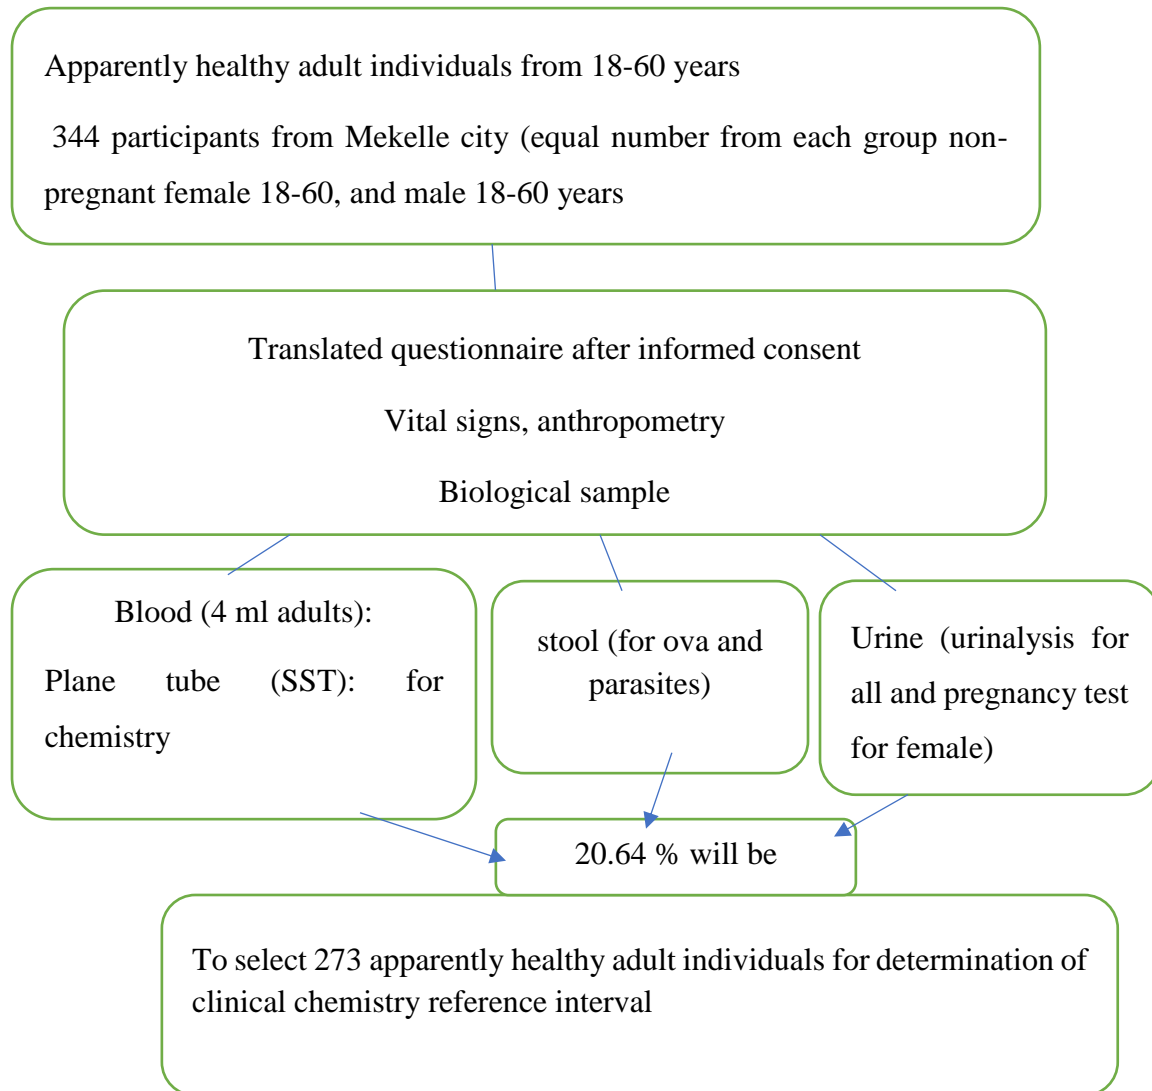 Apparently healthy adult individuals from 18-60 years
344 participants from Mekelle city (equal number from each group non-
pregnant female 18-60, and male 18-60 years
Translated questionnaire after informed consent
Vital signs, anthropometry
Biological sample
Blood (4 ml adults):
Plane tube (SST): for
chemistry
stool (for ova and
parasites)
Urine (urinalysis for
all and pregnancy test
for female)
20.64 % will be
To select 273 apparently healthy adult individuals for determination of
clinical chemistry reference interval